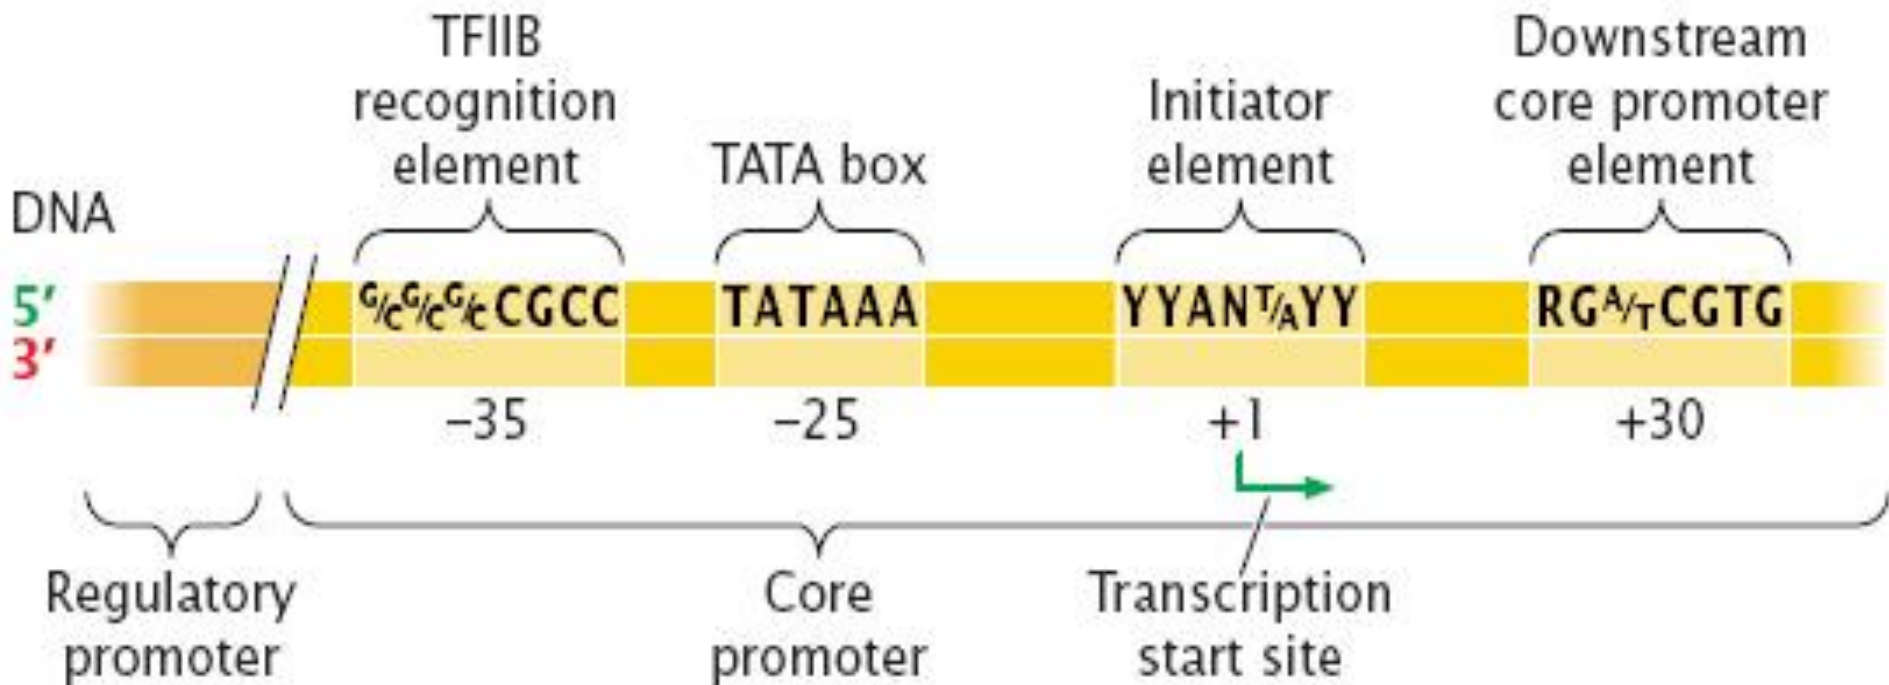 TFIIB
recognition
element
TATA box
Initiator
element
Downstream
core promoter
element
DNA
5′
G/CG/CG/CCGCC
TATAAA
YYANT/AYY
RGA/TCGTG
3′
–35
–25
+1
+30
Regulatory
promoter
Core
promoter
Transcription
start site